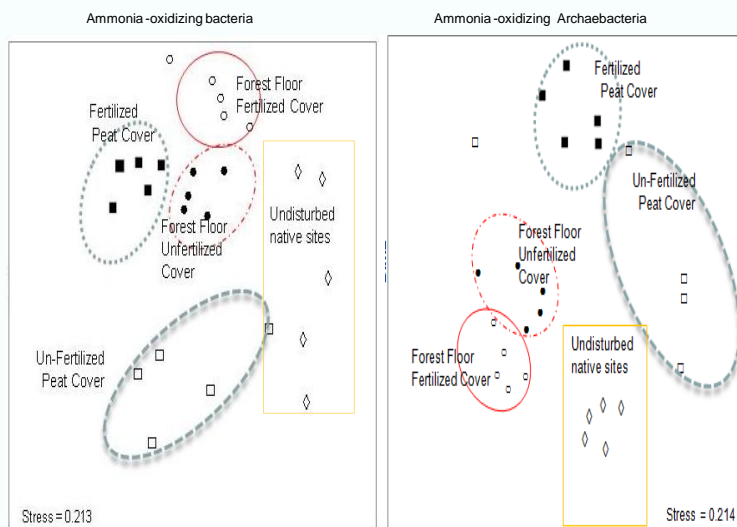 Ammonia-oxidizing bacteria
Forest Floor
Fertilized Cover
Fertilized
Peat Cover
Undisturbed
native sites
Forest Floor
Unfertilized
Cover
Un-Fertilized
Peat Cover
Stress = 0.213
Ammonia-oxidizing Archaebacteria
Fertilized
Peat Cover
Un-Fertilized
Peat Cover
Forest Floor
Unfertilized
Cover
Undisturbed
native sites
Forest Floor
Fertilized Cover
Stress = 0.214